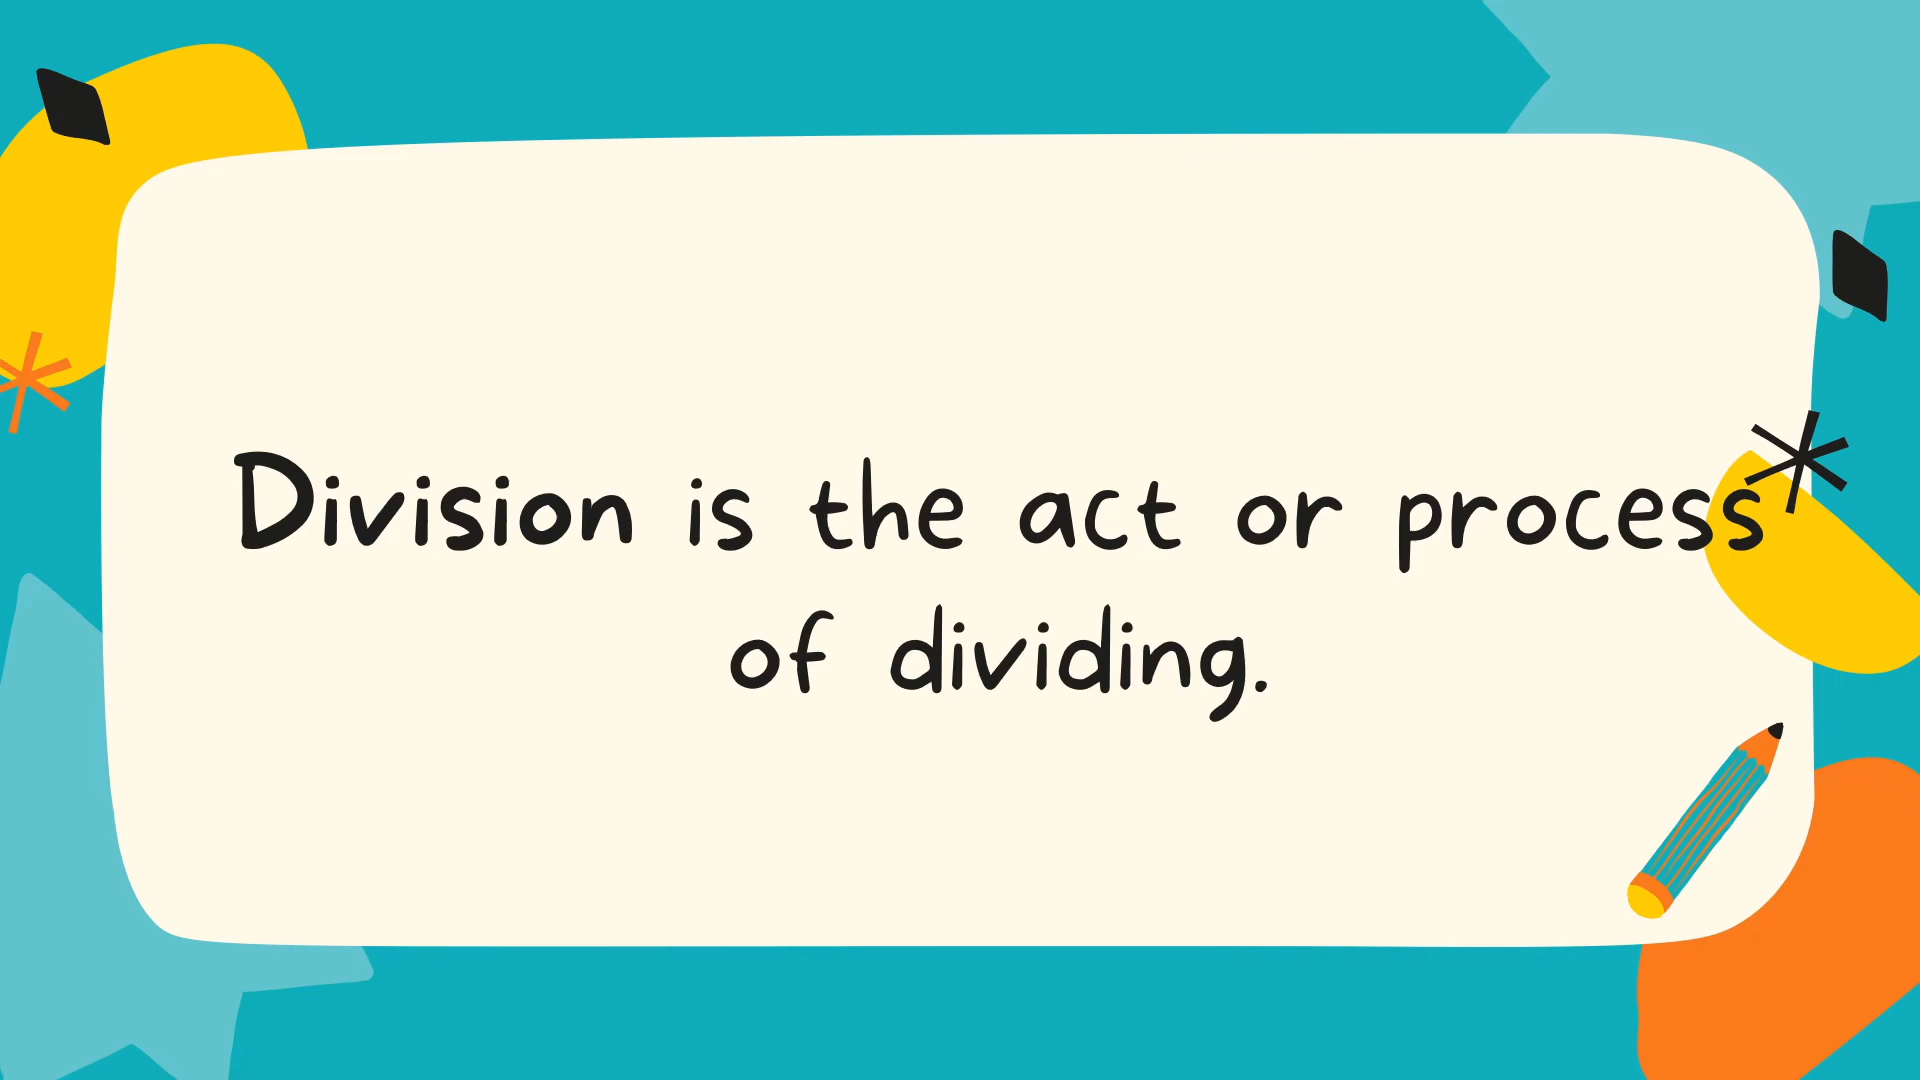 Division is the act or process
of dividing.